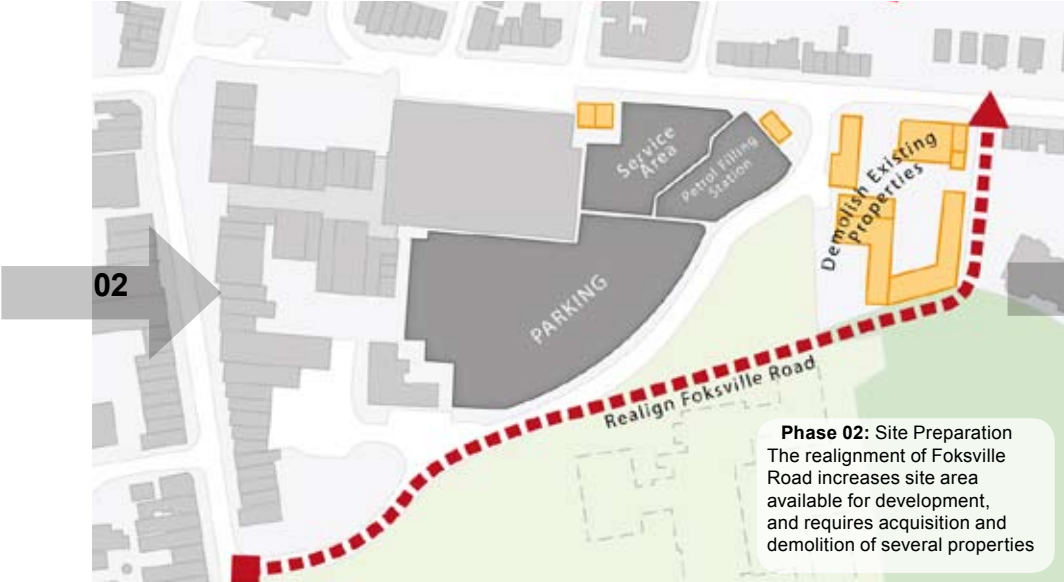 Service
Area
Petrol Filling
Station
Demolish Existing
Properties
02
PARKING
Realign Foksville Road
Phase 02: Site Preparation
The realignment of Foksville
Road increases site area
available for development,
and requires acquisition and
demolition of several properties